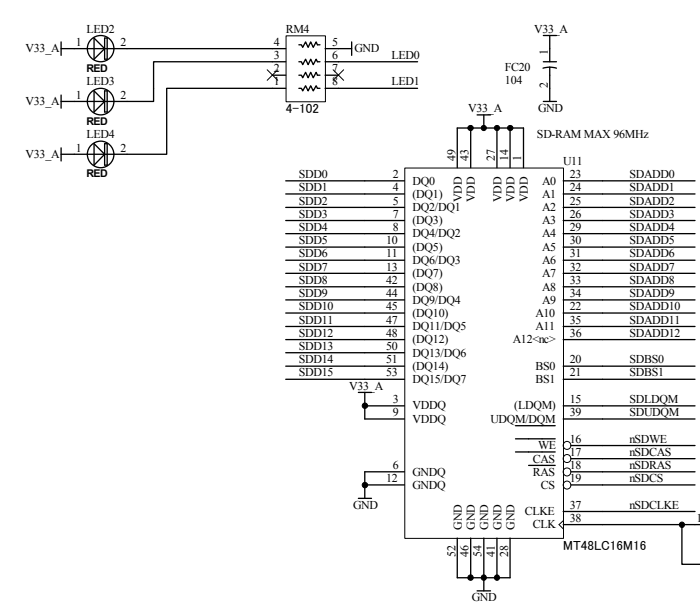 LED2
V33_A 1 2
RED
LED3
V33_A 1 2
RED
LED4
V33_A 1 2
RED
RM4
4 5 GND
3 6 LED0
2 7
1 8 LED1
4-102
V33_A
1
FC20
104
2
GND
V33_A
SD-RAM MAX 96MHz
49 43 27 14 1
VDD VDD VDD VDD VDD
U11
SDD0 2 DQ0
SDD1 4 (DQ1)
SDD2 5 DQ2/DQ1
SDD3 7 (DQ3)
SDD4 8 DQ4/DQ2
SDD5 10 (DQ5)
SDD6 11 DQ6/DQ3
SDD7 13 (DQ7)
SDD8 42 (DQ8)
SDD9 44 DQ9/DQ4
SDD10 45 (DQ10)
SDD11 47 DQ11/DQ5
SDD12 48 (DQ12)
SDD13 50 DQ13/DQ6
SDD14 51 (DQ14)
SDD15 53 DQ15/DQ7
V33_A
3 VDDQ
9 VDDQ
6 GNDQ
12 GNDQ
GND
A0 23 SDADD0
A1 24 SDADD1
A2 25 SDADD2
A3 26 SDADD3
A4 29 SDADD4
A5 30 SDADD5
A6 31 SDADD6
A7 32 SDADD7
A8 33 SDADD8
A9 34 SDADD9
A10 22 SDADD10
A11 35 SDADD11
A12<nc> 36 SDADD12
BS0 20 SDBS0
BS1 21 SDBS1
(LDQM) 15 SDLDQM
UDQM/DQM 39 SDUDQM
WE 16 nSDWE
CAS 17 nSDCAS
RAS 18 nSDRAS
CS 19 nSDCS
CLKE 37 nSDCLKE
CLK 38 1
GND GND GND GND GND
52 46 54 41 28
GND
MT48LC16M16